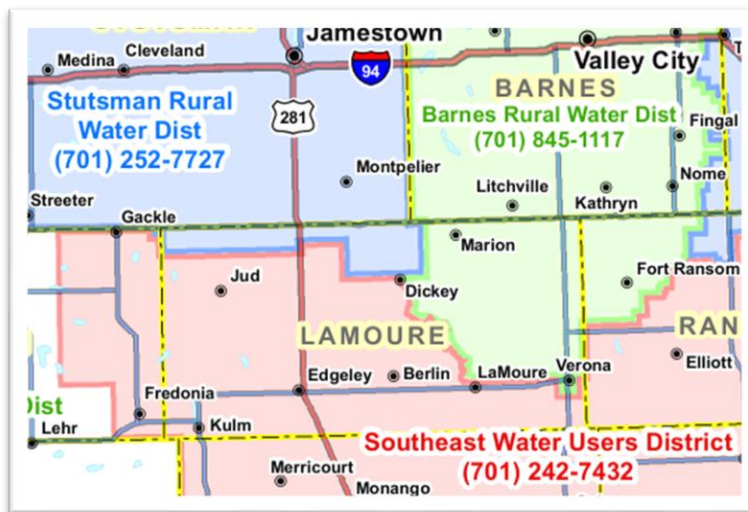 Jamestown
Medina
Cleveland
94
Valley City
BARNES
Stutsman Rural
Water Dist
(701) 252-7727
281
Barnes Rural Water Dist
(701) 845-1117
Fingal
Montpelier
Litchville
Nome
Streeter
Kathryn
Gackle
Marion
Jud
Dickey
Fort Ransom
LAMOURE
RAN
Elliott
Edgeley
Berlin
LaMoure
Verona
Fredonia
Dist
Lehr
Kulm
Southeast Water Users District
(701) 242-7432
Merricourt
Monango